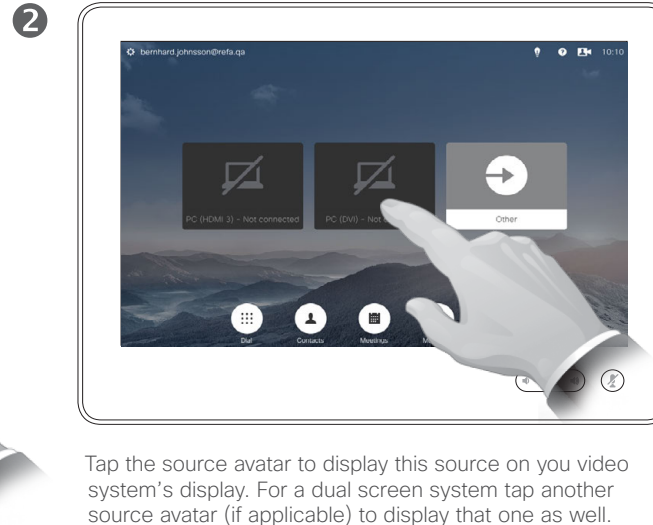 2
bernhard.johnsson@refa.qa
10:10
PC (HDMI 3) - Not connected
PC (DVI) - Not
Other
Dial
Contacts
Meetings
Tap the source avatar to display this source on you video
system's display. For a dual screen system tap another
source avatar (if applicable) to display that one as well.